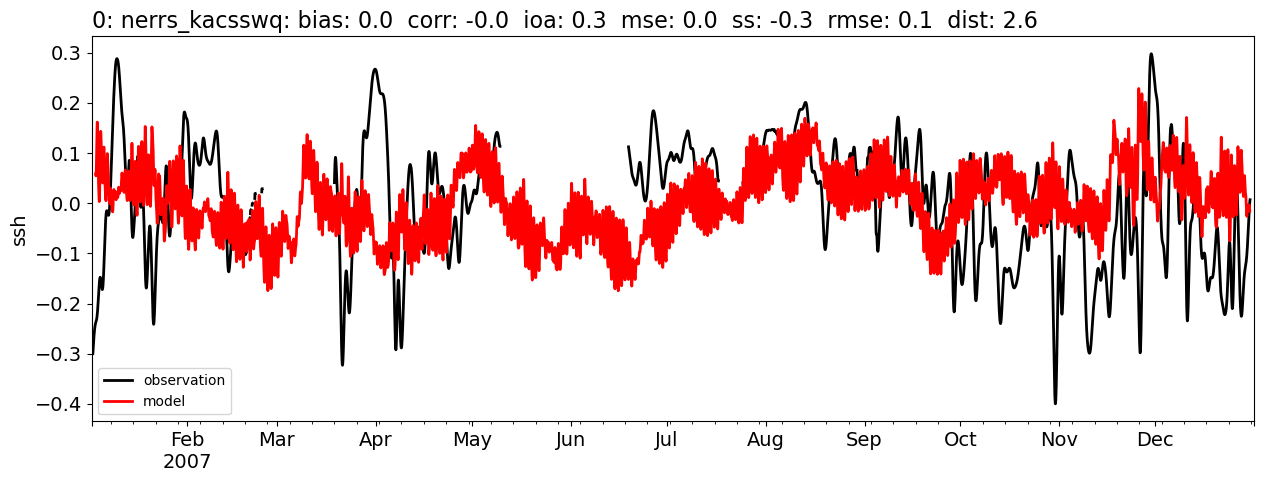 0: nerrs_kacsswq: bias: 0.0  corr: -0.0  ioa: 0.3  mse: 0.0  ss: -0.3  rmse: 0.1  dist: 2.6
0.3
0.2
0.1
0.0
−0.1
−0.2
−0.3
−0.4
ssh
observation
model
Feb Mar Apr May Jun Jul Aug Sep Oct Nov Dec
2007